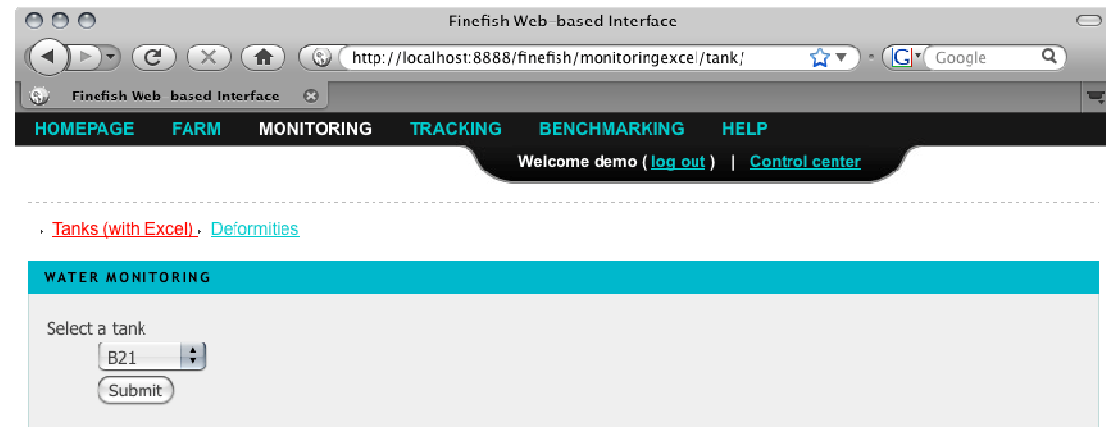 Finefish Web-based Interface
http://localhost:8888/finefish/monitoringexcel/tank/ G Google
Finefish Web-based Interface
HOMEPAGE FARM MONITORING TRACKING BENCHMARKING HELP
Welcome demo ( log out ) | Control center
Tanks (with Excel) Deformities
WATER MONITORING
Select a tank
B21
Submit